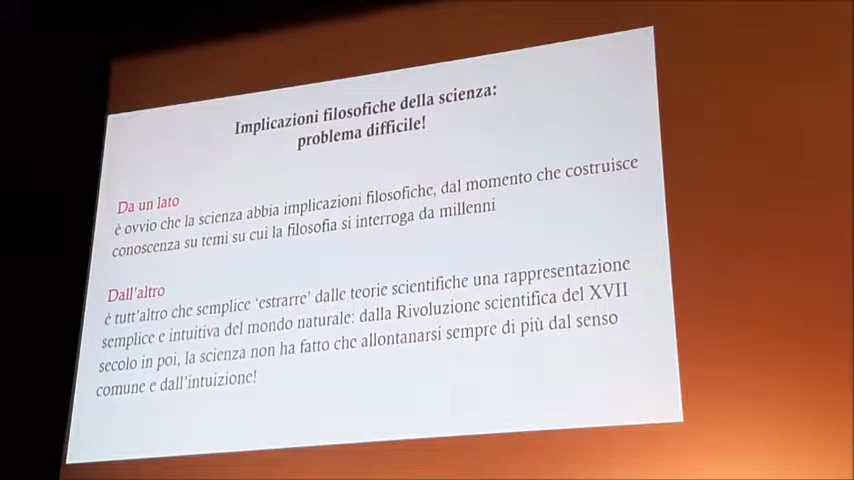 Implicazioni filosofiche della scienza:
problema difficile!
Da un lato
è ovvio che la scienza abbia implicazioni filosofiche, dal momento che costruisce
conoscenza su temi su cui la filosofia si interroga da millenni
Dall'altro
è tutt'altro che semplice ‘estrarre’ dalle teorie scientifiche una rappresentazione
semplice e intuitiva del mondo naturale: dalla Rivoluzione scientifica del XVII
secolo in poi, la scienza non ha fatto che allontanarsi sempre di più dal senso
comune e dall'intuizione!